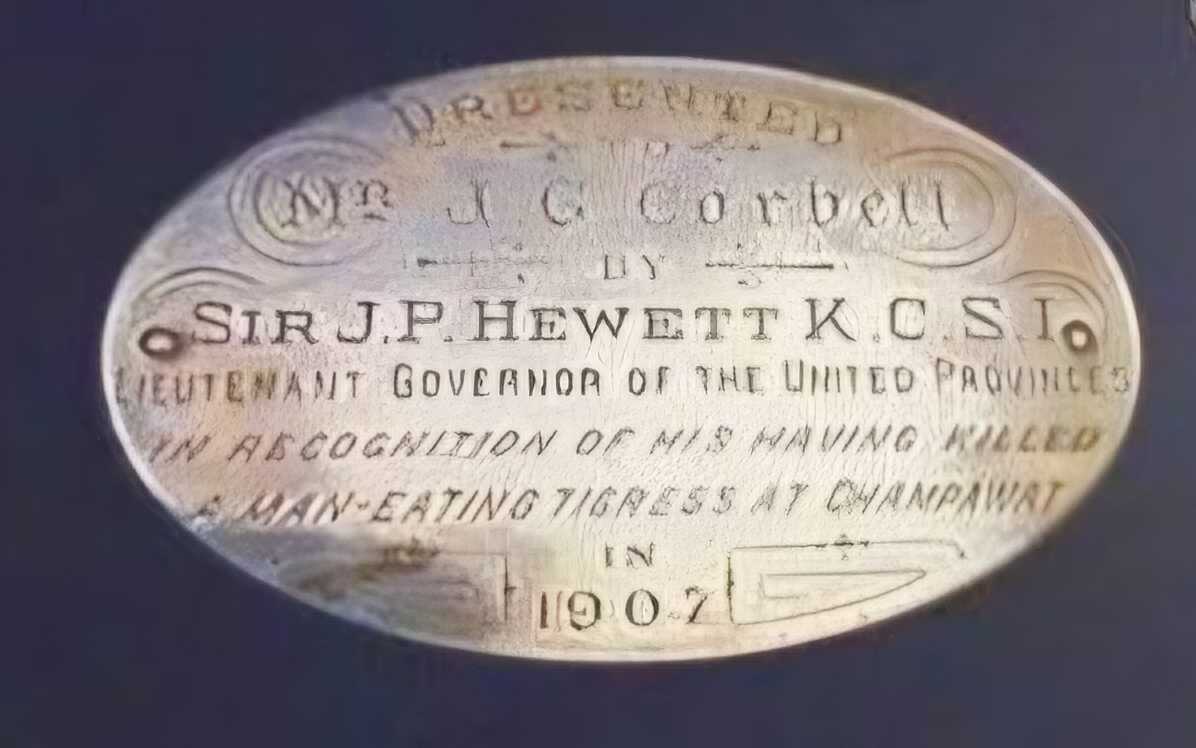 PRESENTED
TO
MR J G Corbett
BY
SIR J.P. HEWETT K.C.S.I.
LIEUTENANT GOVERNOR OF THE UNITED PROVINCES
IN RECOGNITION OF HIS HAVING KILLED
A MAN-EATING TIGRESS AT CHAMPAWAT
IN
1907